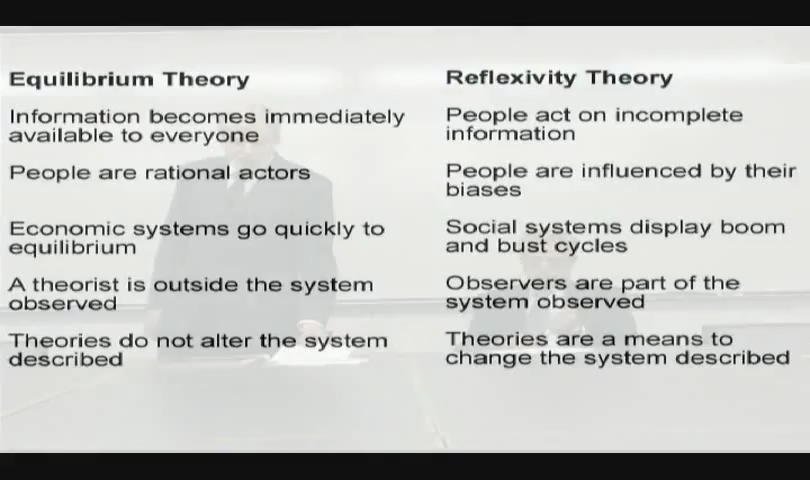 Equilibrium Theory
Information becomes immediately
available to everyone
People are rational actors
Economic systems go quickly to
equilibrium
A theorist is outside the system
observed
Theories do not alter the system
described
Reflexivity Theory
People act on incomplete
information
People are influenced by their
biases
Social systems display boom
and bust cycles
Observers are part of the
system observed
Theories are a means to
change the system described